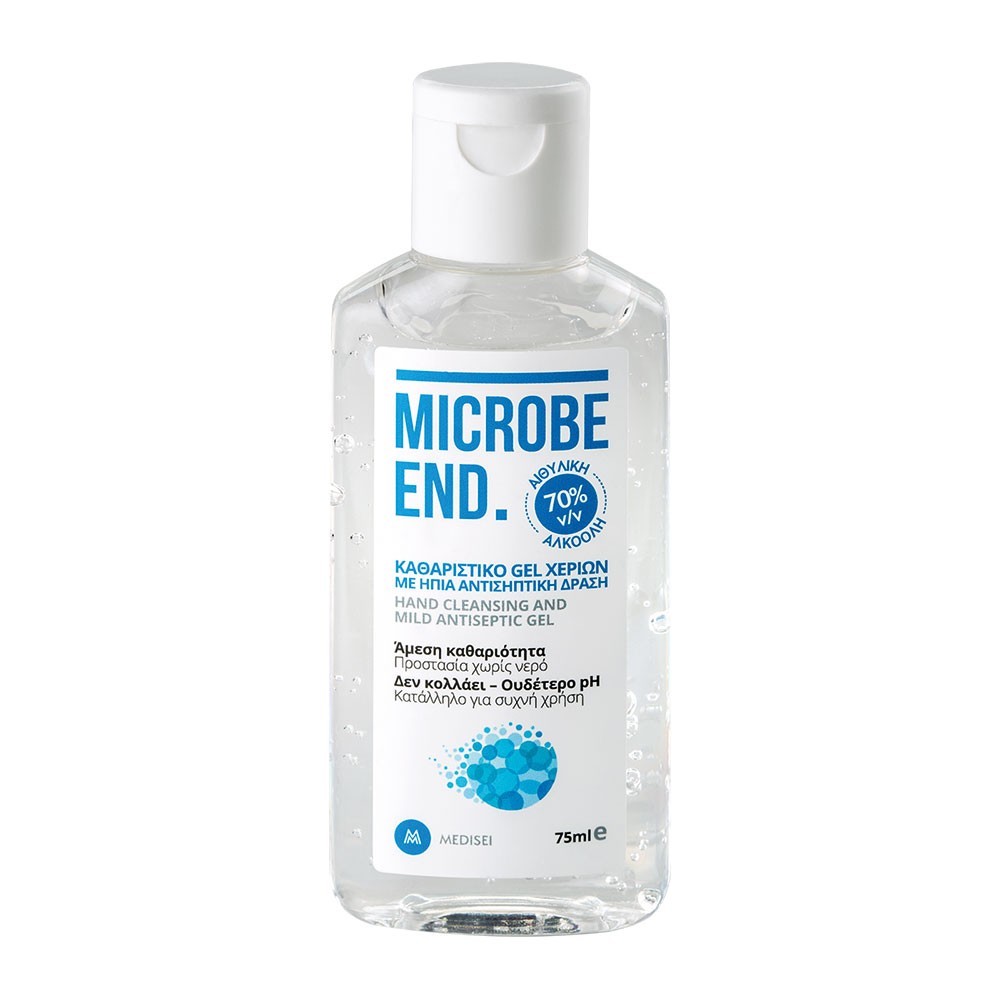 MICROBE
END.
ΑΙΘΥΛΙΚΗ
70%
v/v
ΑΛΚΟΟΛΗ
ΚΑΘΑΡΙΣΤΙΚΟ GEL ΧΕΡΙΩΝ
ΜΕ ΗΠΙΑ ΑΝΤΙΣΗΠΤΙΚΗ ΔΡΑΣΗ
HAND CLEANSING AND
MILD ANTISEPTIC GEL
Άμεση καθαριότητα
Προστασία χωρίς νερό
Δεν κολλάει – Ουδέτερο pH
Κατάλληλο για συχνή χρήση
MEDISEI
75ml e